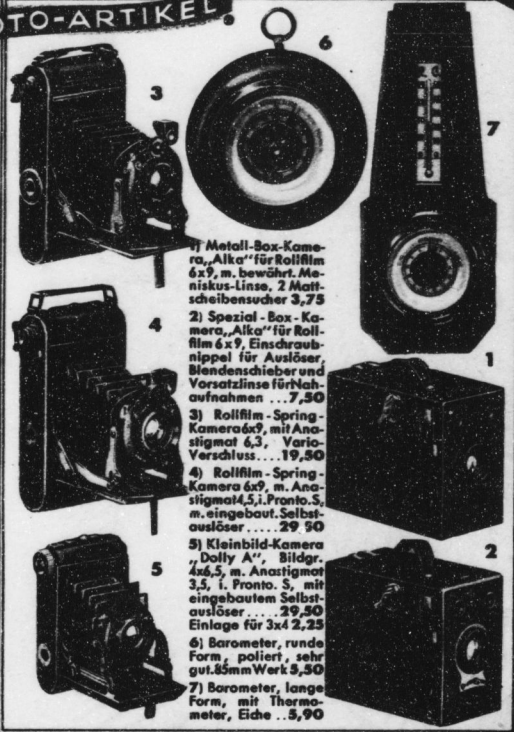 TO-ARTIKEL
3
6
7
4
5
1
2
1) Metall-Box-Kame-
ra„Alka“für Rollfilm
6x9, m. bewährt. Me-
niskus-Linse, 2 Matt-
scheibensucher 3,75
2) Spezial-Box-Ka-
mera„Alka“für Roll-
film 6x9, Einschraub-
nippel für Auslöser,
Blendenschieber und
Vorsatzlinse für Nah-
aufnahmen ...7,50
3) Rollfilm-Spring-
Kamera6x9, mit Ana-
stigmat 6,3, Vario-
Verschluss....19,50
4) Rollfilm-Spring-
Kamera 6x9, m. Ana-
stigmat4,5,i.Pronto.S,
m. eingebaut. Selbst-
auslöser.....29,50
5) Kleinbild-Kamera
„Dolly A“, Bildgr.
4x6,5, m. Anastigmat
3,5, i. Pronto. S, mit
eingebautem Selbst-
auslöser.....29,50
Einlage für 3x4 2,25
6) Barometer, runde
Form, poliert, sehr
gut.85mm Werk 5,50
7) Barometer, lange
Form, mit Thermo-
meter, Eiche ..5,90